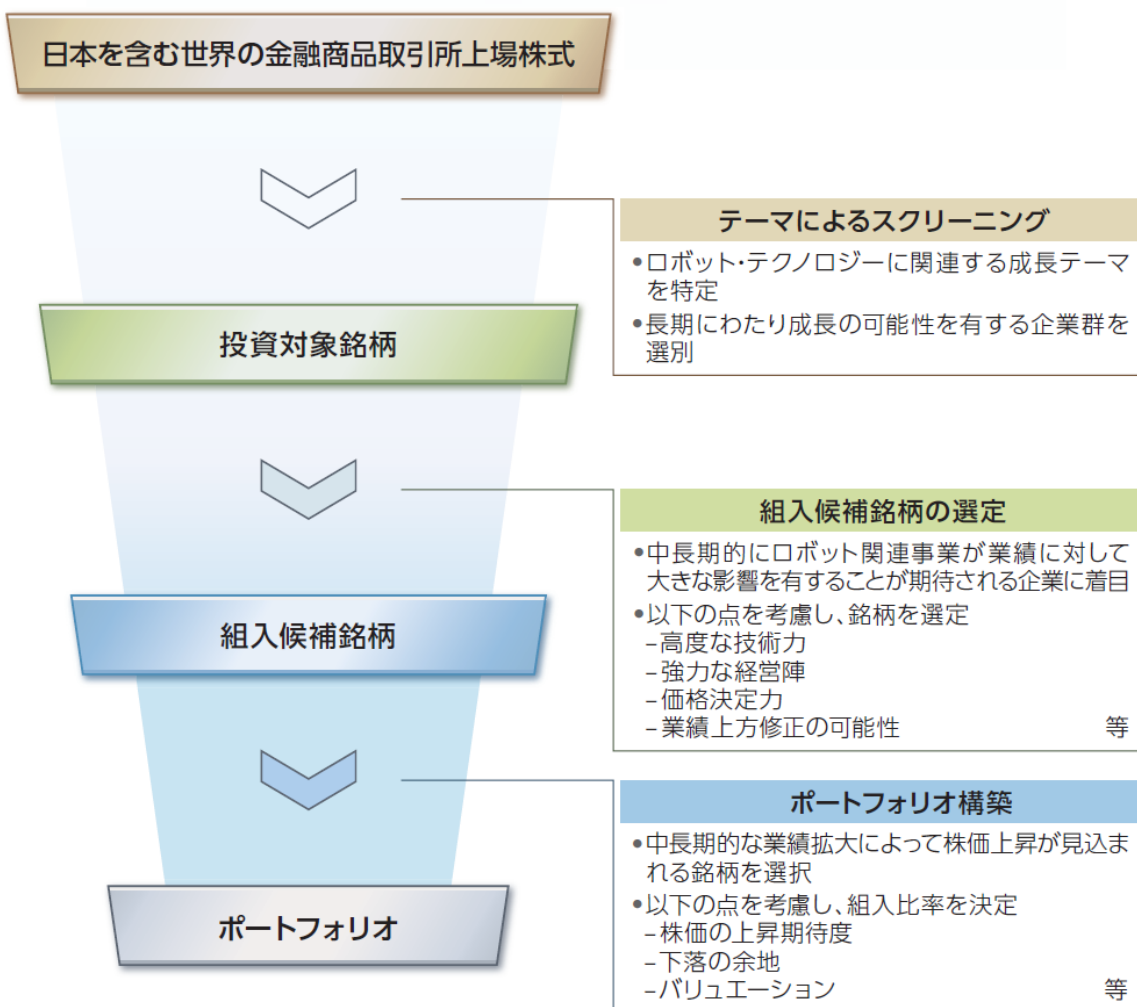 日本を含む世界の金融商品取引所上場株式
テーマによるスクリーニング
•ロボット・テクノロジーに関連する成長テーマ
を特定
•長期にわたり成長の可能性を有する企業群を
選別
投資対象銘柄
組入候補銘柄の選定
•中長期的にロボット関連事業が業績に対して
大きな影響を有することが期待される企業に着目
•以下の点を考慮し、銘柄を選定
–高度な技術力
–強力な経営陣
–価格決定力
–業績上方修正の可能性 等
組入候補銘柄
ポートフォリオ構築
•中長期的な業績拡大によって株価上昇が見込ま
れる銘柄を選択
•以下の点を考慮し、組入比率を決定
–株価の上昇期待度
–下落の余地
–バリュエーション 等
ポートフォリオ